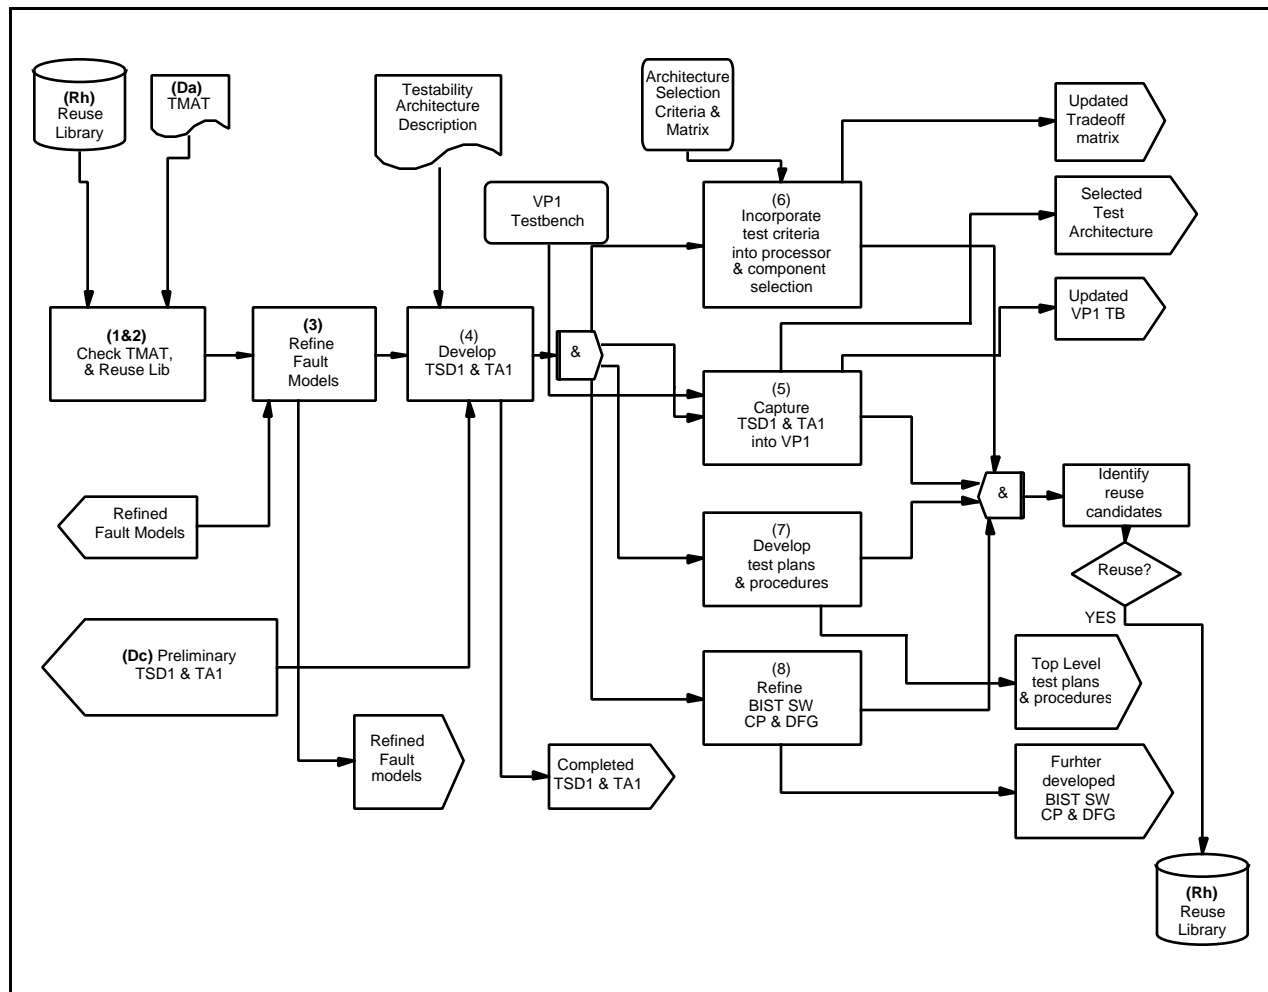 (Rh)
Reuse
Library
(Da)
TMAT
Testability
Architecture
Description
Architecture
Selection
Criteria &
Matrix
Updated
Tradeoff
matrix
VP1
Testbench
(6)
Incorporate
test criteria
into processor
& component
selection
Selected
Test
Architecture
Updated
VP1 TB
(1&2)
Check TMAT,
& Reuse Lib
(3)
Refine
Fault
Models
(4)
Develop
TSD1 & TA1
&
(5)
Capture
TSD1 & TA1
into VP1
&
Identify
reuse
candidates
Refined
Fault Models
(7)
Develop
test plans
& procedures
Reuse?
YES
(Dc) Preliminary
TSD1 & TA1
(8)
Refine
BIST SW
CP & DFG
Top Level
test plans
& procedures
Refined
Fault
models
Completed
TSD1 & TA1
Furhter
developed
BIST SW
CP & DFG
(Rh)
Reuse
Library